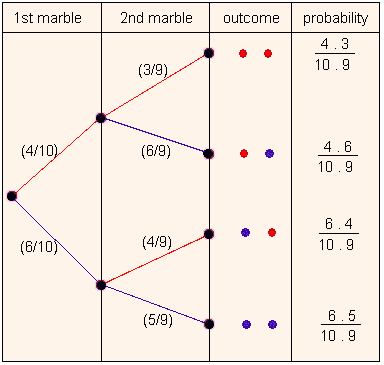 1st marble 2nd marble outcome probability
(3/9)
4 . 3
10 . 9
(4/10)
(6/9)
4 . 6
10 . 9
(6/10)
(4/9)
6 . 4
10 . 9
(5/9)
6 . 5
10 . 9